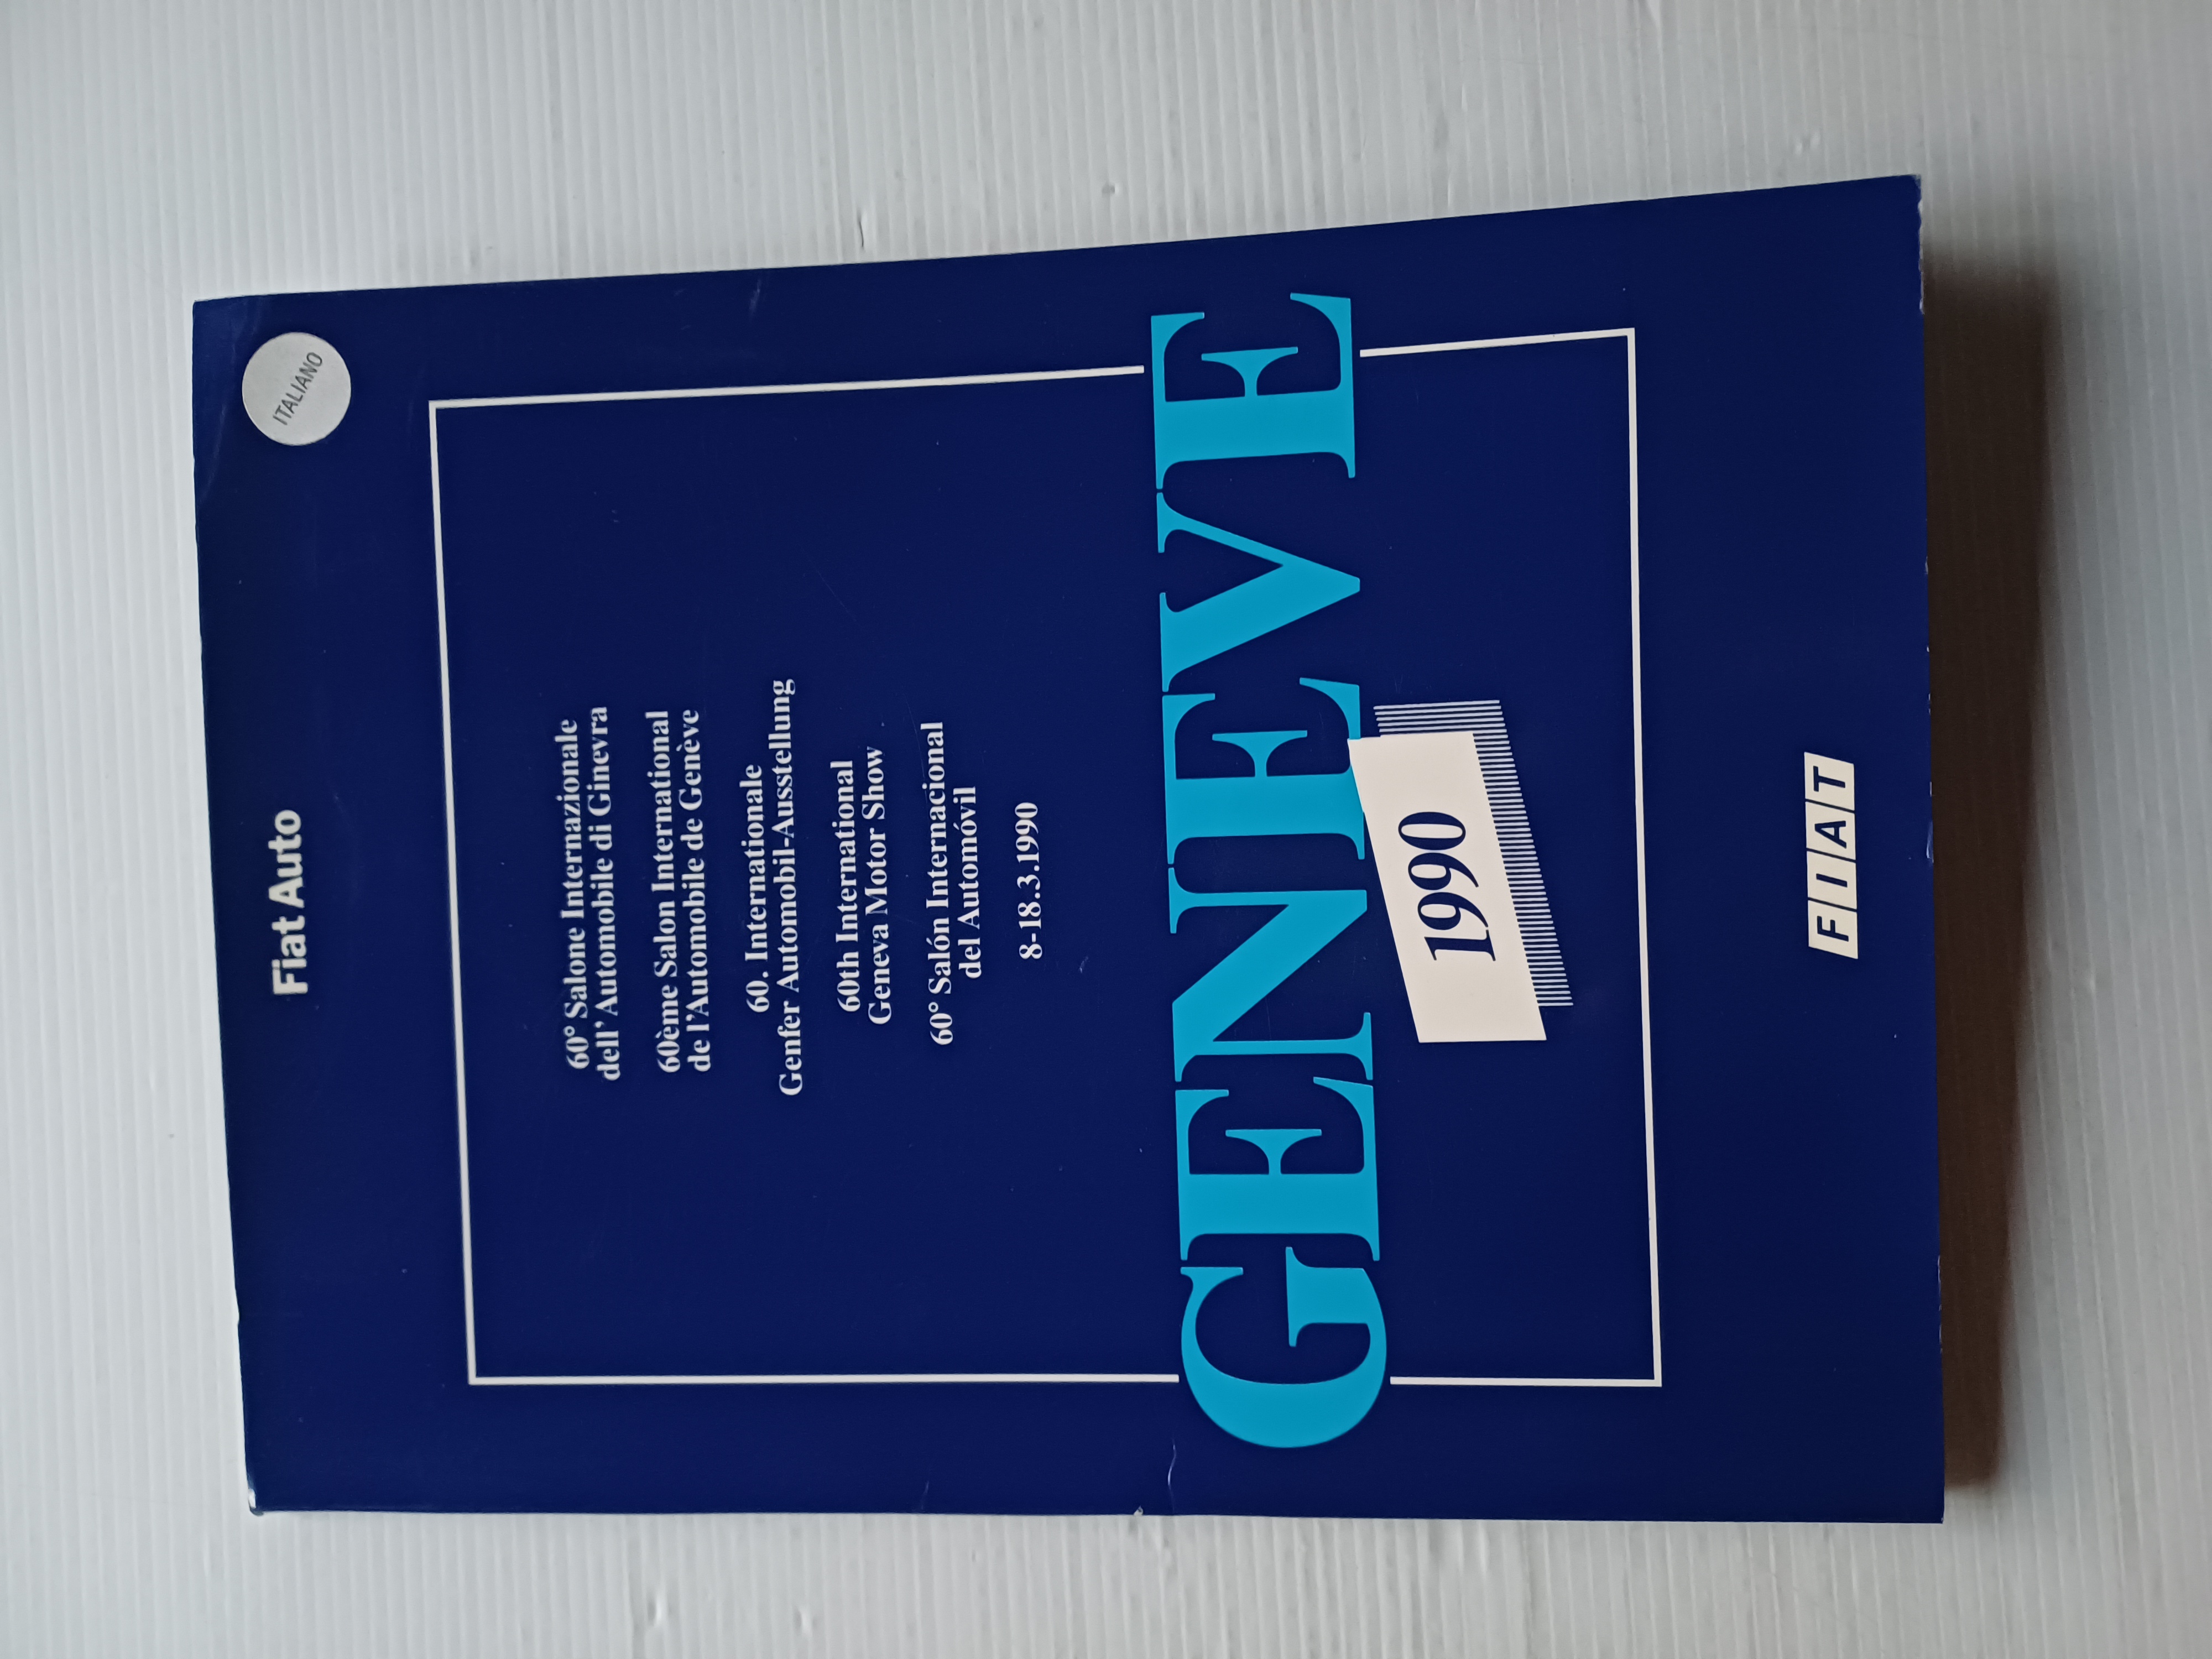 Fiat Auto
ITALIANO
60° Salone Internazionale
dell'Automobile di Ginevra
60ème Salon International
de l'Automobile de Genève
60. Internationale
Genfer Automobil-Ausstellung
60th International
Geneva Motor Show
60° Salón Internacional
del Automóvil
8-18.3.1990
GENEVE
1990
FIAT